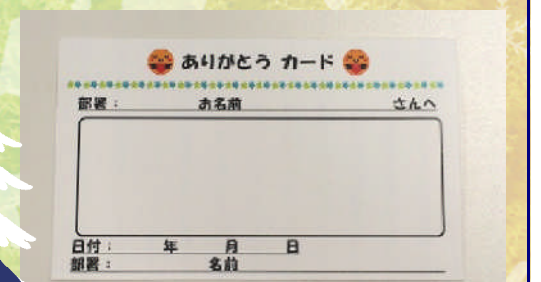 ありがとう カード
部署： お名前 さんへ
日付： 年 月 日
部署： 名前